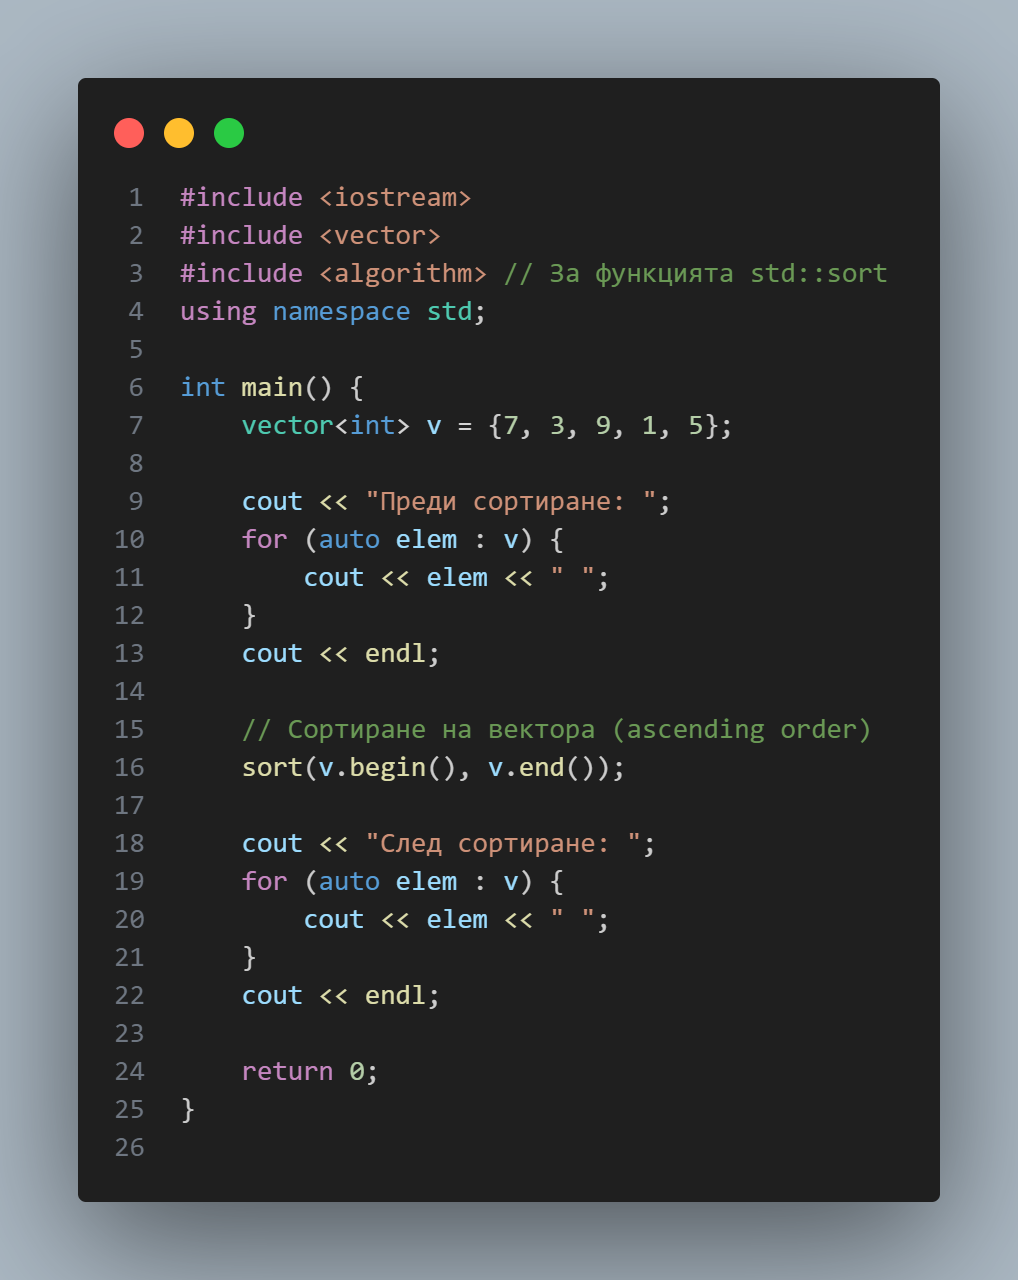 1 #include <iostream>
2 #include <vector>
3 #include <algorithm> // За функцията std::sort
4 using namespace std;
5
6 int main() {
7     vector<int> v = {7, 3, 9, 1, 5};
8
9     cout << "Преди сортиране: ";
10     for (auto elem : v) {
11         cout << elem << " ";
12     }
13     cout << endl;
14
15     // Сортиране на вектора (ascending order)
16     sort(v.begin(), v.end());
17
18     cout << "След сортиране: ";
19     for (auto elem : v) {
20         cout << elem << " ";
21     }
22     cout << endl;
23
24     return 0;
25 }
26